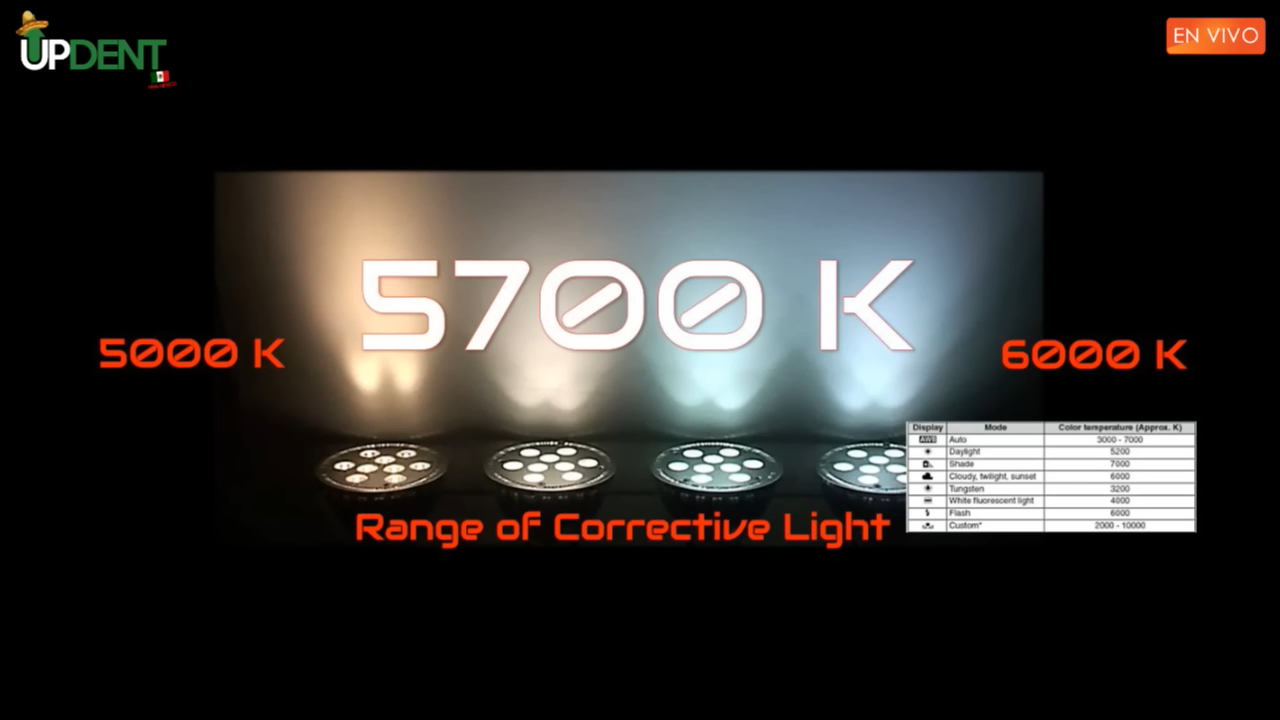 UPDENT
EN VIVO
5700 K
5000 K
6000 K
Display Mode Color temperature (Approx. K)
AWB Auto 3000 - 7000
Daylight 5200
Shade 7000
Cloudy, twilight, sunset 6000
Tungsten 3200
White fluorescent light 4000
Flash 6000
Custom* 2000 - 10000
Range of Corrective Light